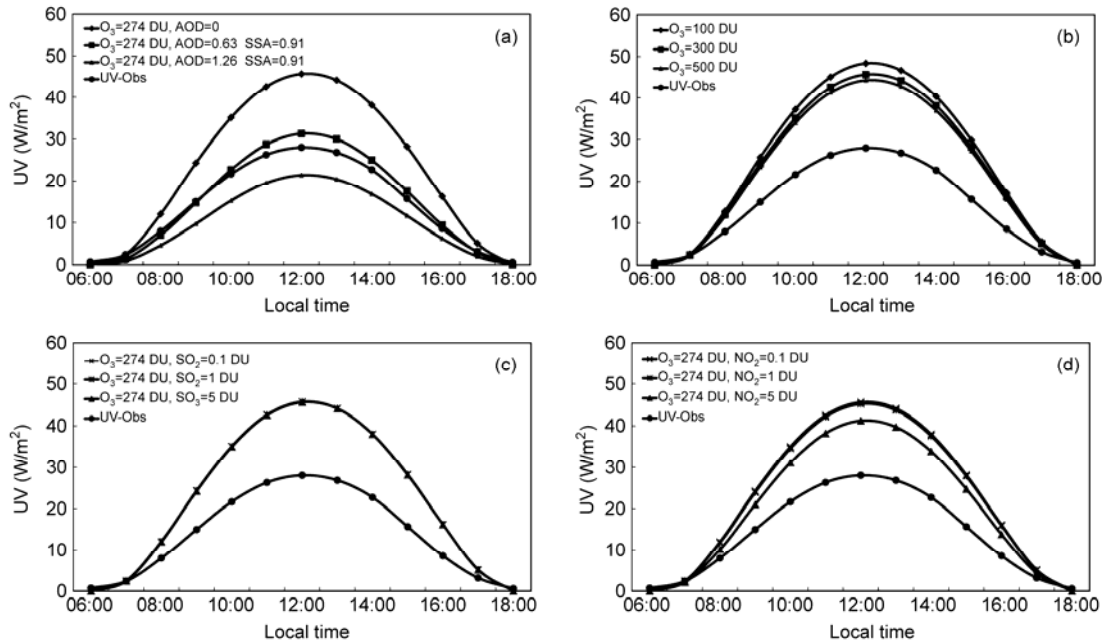 (a)
O₃=274 DU, AOD=0
O₃=274 DU, AOD=0.63 SSA=0.91
O₃=274 DU, AOD=1.26 SSA=0.91
UV-Obs
UV (W/m²)
60
50
40
30
20
10
0
06:00 08:00 10:00 12:00 14:00 16:00 18:00
Local time
(b)
O₃=100 DU
O₃=300 DU
O₃=500 DU
UV-Obs
UV (W/m²)
60
50
40
30
20
10
0
06:00 08:00 10:00 12:00 14:00 16:00 18:00
Local time
(c)
O₃=274 DU, SO₂=0.1 DU
O₃=274 DU, SO₂=1 DU
O₃=274 DU, SO₃=5 DU
UV-Obs
UV (W/m²)
60
50
40
30
20
10
0
06:00 08:00 10:00 12:00 14:00 16:00 18:00
Local time
(d)
O₃=274 DU, NO₂=0.1 DU
O₃=274 DU, NO₂=1 DU
O₃=274 DU, NO₂=5 DU
UV-Obs
UV (W/m²)
60
50
40
30
20
10
0
06:00 08:00 10:00 12:00 14:00 16:00 18:00
Local time